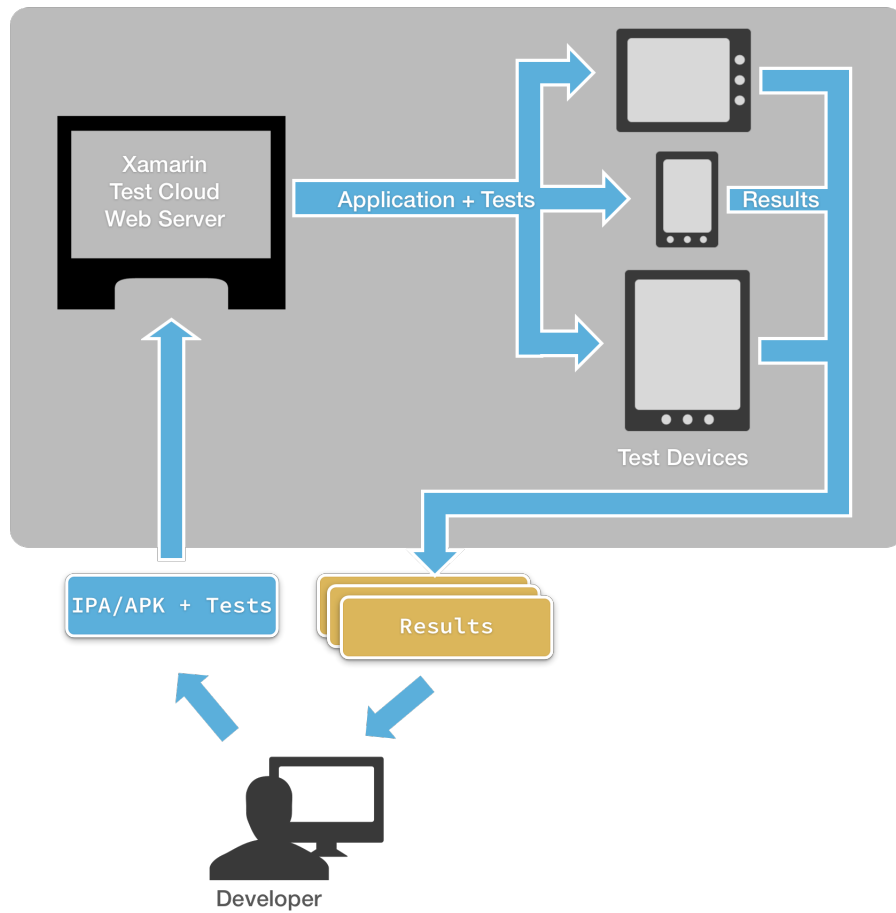 Xamarin
Test Cloud
Web Server
Application + Tests
Results
Test Devices
IPA/APK + Tests
Results
Developer